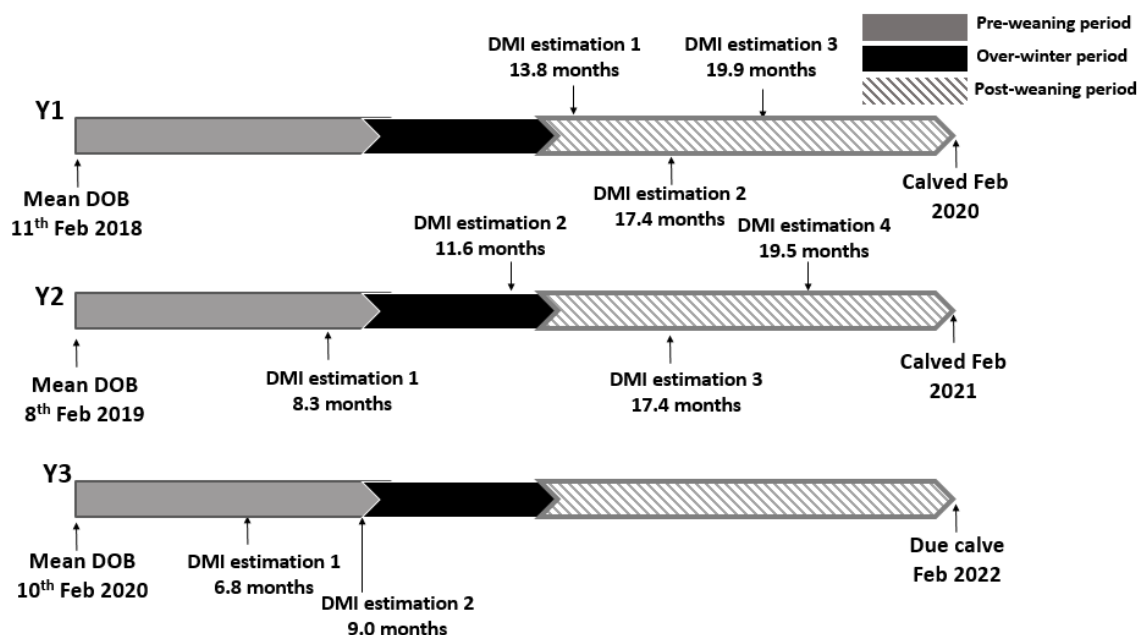 Pre-weaning period
Over-winter period
Post-weaning period
DMI estimation 1
13.8 months
DMI estimation 3
19.9 months
Y1
Mean DOB
11th Feb 2018
DMI estimation 2
17.4 months
Calved Feb
2020
DMI estimation 2
11.6 months
DMI estimation 4
19.5 months
Y2
Mean DOB
8th Feb 2019
DMI estimation 1
8.3 months
DMI estimation 3
17.4 months
Calved Feb
2021
Y3
Mean DOB
10th Feb 2020
DMI estimation 1
6.8 months
DMI estimation 2
9.0 months
Due calve
Feb 2022